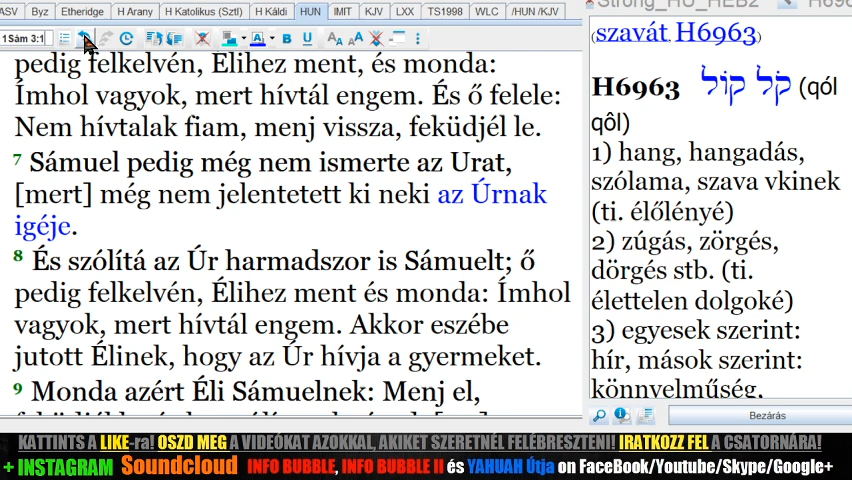 ASV Byz Etheridge H Arany H Katolikus (Sztl) H Káldi HUN IMIT KJV LXX TS1998 WLC /HUN /KJV
1Sám 3:1
B U
pedig felkelvén, Élihez ment, és monda:
Ímhol vagyok, mert hívtál engem. És ő felele:
Nem hívtalak fiam, menj vissza, feküdjél le.
7 Sámuel pedig még nem ismerte az Urat,
[mert] még nem jelentetett ki neki az Úrnak
igéje.
8 És szólítá az Úr harmadszor is Sámuelt; ő
pedig felkelvén, Élihez ment és monda: Ímhol
vagyok, mert hívtál engem. Akkor eszébe
jutott Élinek, hogy az Úr hívja a gyermeket.
9 Monda azért Éli Sámuelnek: Menj el,
Strong_HU_HEB2
(szavát, H6963)
H6963 קֹל קוֹל (qól
qôl)
1) hang, hangadás,
szólama, szava vkinek
(ti. élőlényé)
2) zúgás, zörgés,
dörgés stb. (ti.
élettelen dolgoké)
3) egyesek szerint:
hír, mások szerint:
könnyelműség,
Bezárás
KATTINTS A LIKE-ra! OSZD MEG A VIDEÓKAT AZOKKAL, AKIKET SZERETNÉL FELÉBRESZTENI! IRATKOZZ FEL A CSATORNÁRA!
+ INSTAGRAM Soundcloud INFO BUBBLE, INFO BUBBLE II és YAHUAH Útja on FaceBook/Youtube/Skype/Google+